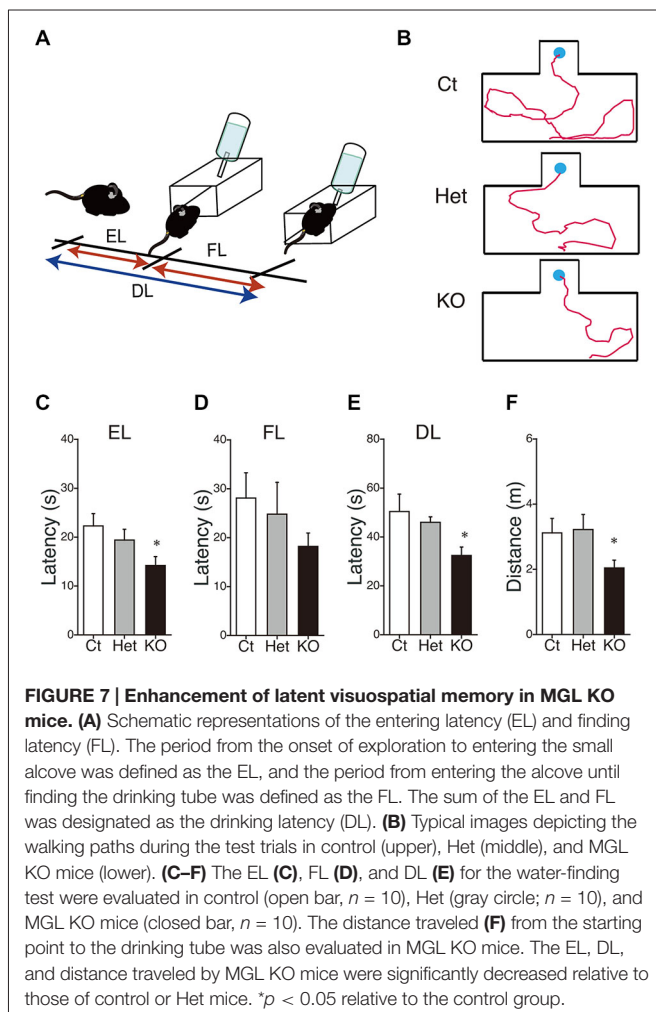 A
B
Ct
Het
KO
EL
FL
DL
C
D
E
F
EL
FL
DL
Latency (s)
40
30
20
10
0
Ct Het KO
*
Latency (s)
40
30
20
10
0
Ct Het KO
Latency (s)
80
60
40
20
0
Ct Het KO
*
Distance (m)
6
4
2
0
Ct Het KO
*
FIGURE 7 | Enhancement of latent visuospatial memory in MGL KO
mice. (A) Schematic representations of the entering latency (EL) and finding
latency (FL). The period from the onset of exploration to entering the small
alcove was defined as the EL, and the period from entering the alcove until
finding the drinking tube was defined as the FL. The sum of the EL and FL
was designated as the drinking latency (DL). (B) Typical images depicting the
walking paths during the test trials in control (upper), Het (middle), and MGL
KO mice (lower). (C–F) The EL (C), FL (D), and DL (E) for the water-finding
test were evaluated in control (open bar, n = 10), Het (gray circle; n = 10), and
MGL KO mice (closed bar, n = 10). The distance traveled (F) from the starting
point to the drinking tube was also evaluated in MGL KO mice. The EL, DL,
and distance traveled by MGL KO mice were significantly decreased relative to
those of control or Het mice. *p < 0.05 relative to the control group.